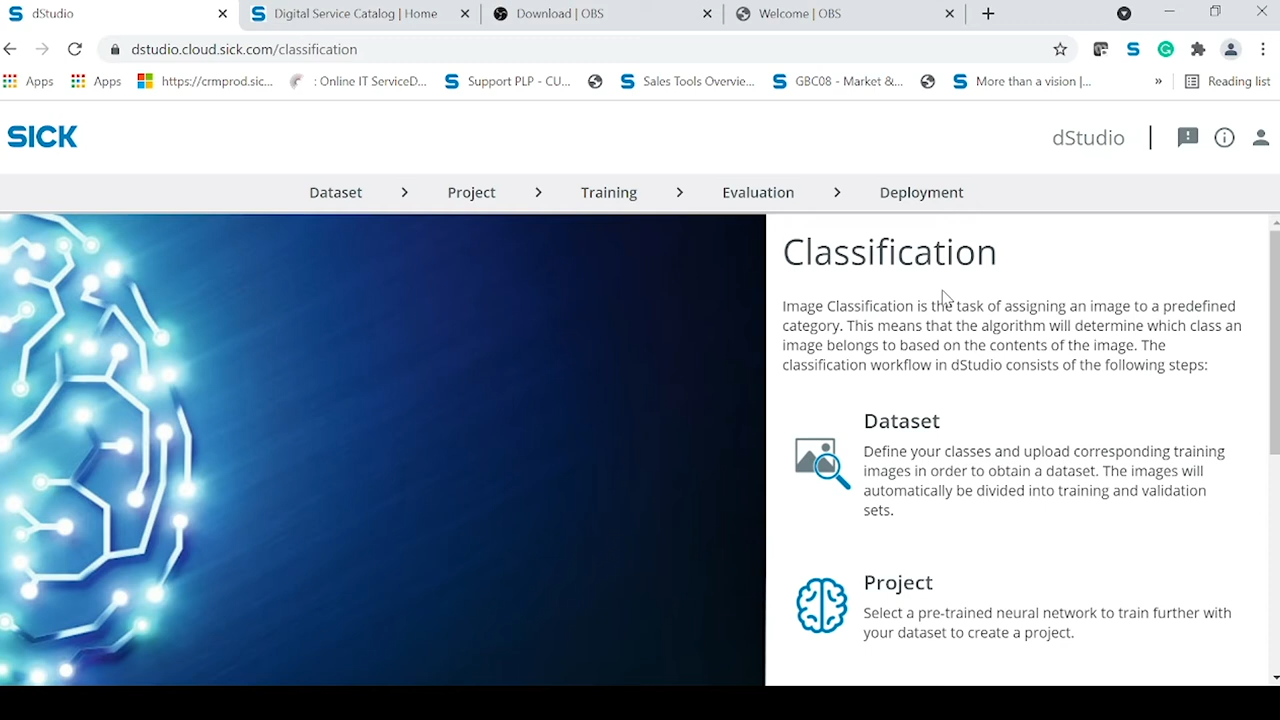 dStudio
Digital Service Catalog | Home
Download | OBS
Welcome | OBS
dstudio.cloud.sick.com/classification
Apps
Apps
https://crmprod.sic...
: Online IT ServiceD...
Support PLP - CU...
Sales Tools Overvie...
GBC08 - Market &...
More than a vision |...
»
Reading list
SICK
dStudio
Dataset > Project > Training > Evaluation > Deployment
Classification
Image Classification is the task of assigning an image to a predefined
category. This means that the algorithm will determine which class an
image belongs to based on the contents of the image. The
classification workflow in dStudio consists of the following steps:
Dataset
Define your classes and upload corresponding training
images in order to obtain a dataset. The images will
automatically be divided into training and validation
sets.
Project
Select a pre-trained neural network to train further with
your dataset to create a project.